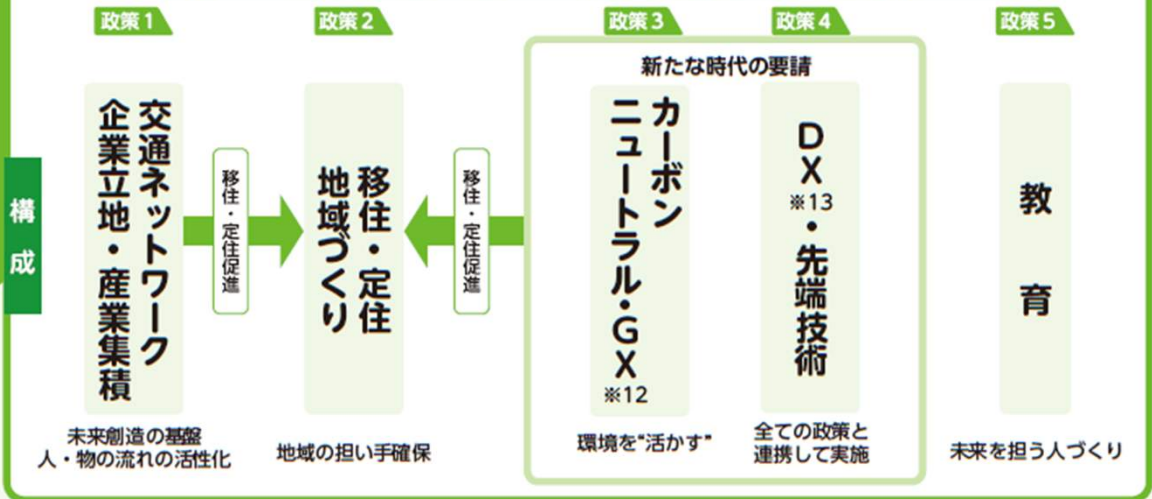 構成
政策1
交通ネットワーク
企業立地・産業集積
未来創造の基盤
人・物の流れの活性化
移住・定住促進
政策2
移住・定住
地域づくり
地域の担い手確保
移住・定住促進
新たな時代の要請
政策3
カーボン
ニュートラル・GX
※12
環境を"活かす"
政策4
DX※13・先端技術
全ての政策と
連携して実施
政策5
教育
未来を担う人づくり